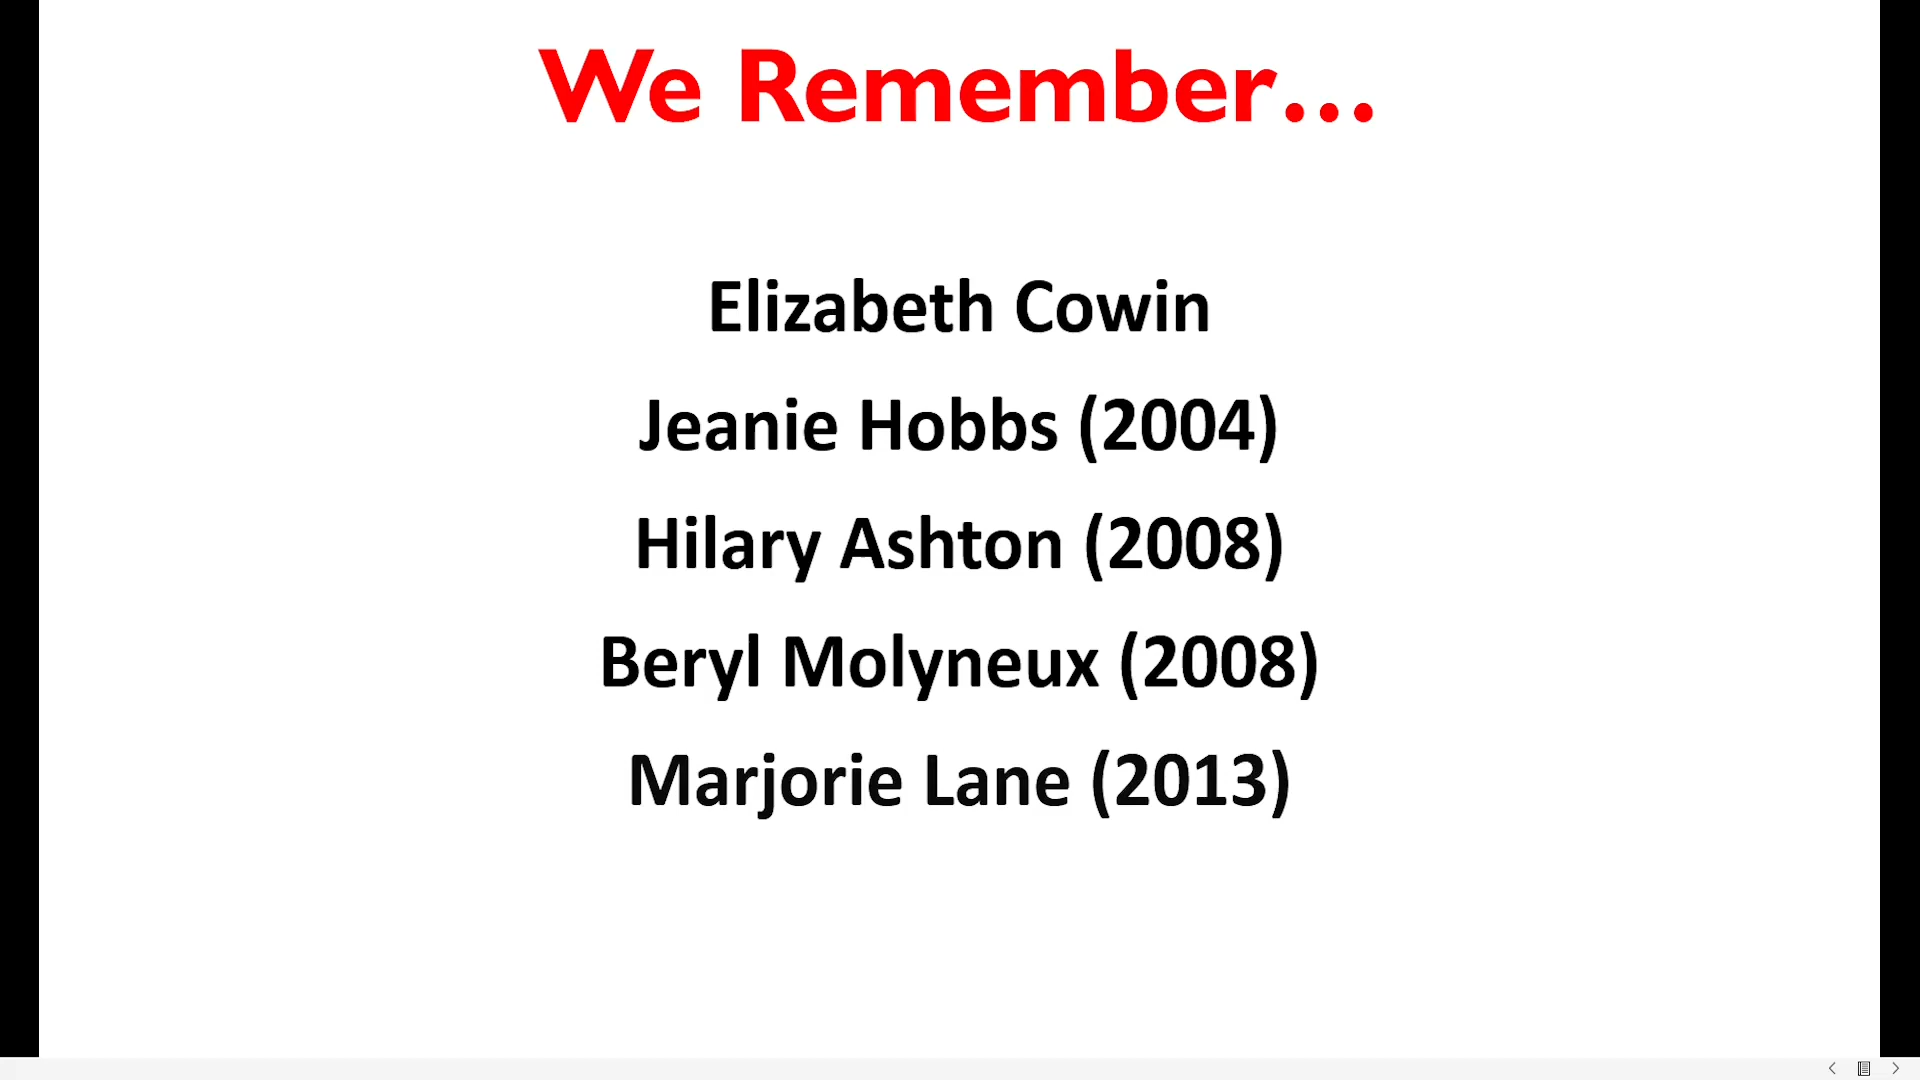 We Remember...
Elizabeth Cowin
Jeanie Hobbs (2004)
Hilary Ashton (2008)
Beryl Molyneux (2008)
Marjorie Lane (2013)